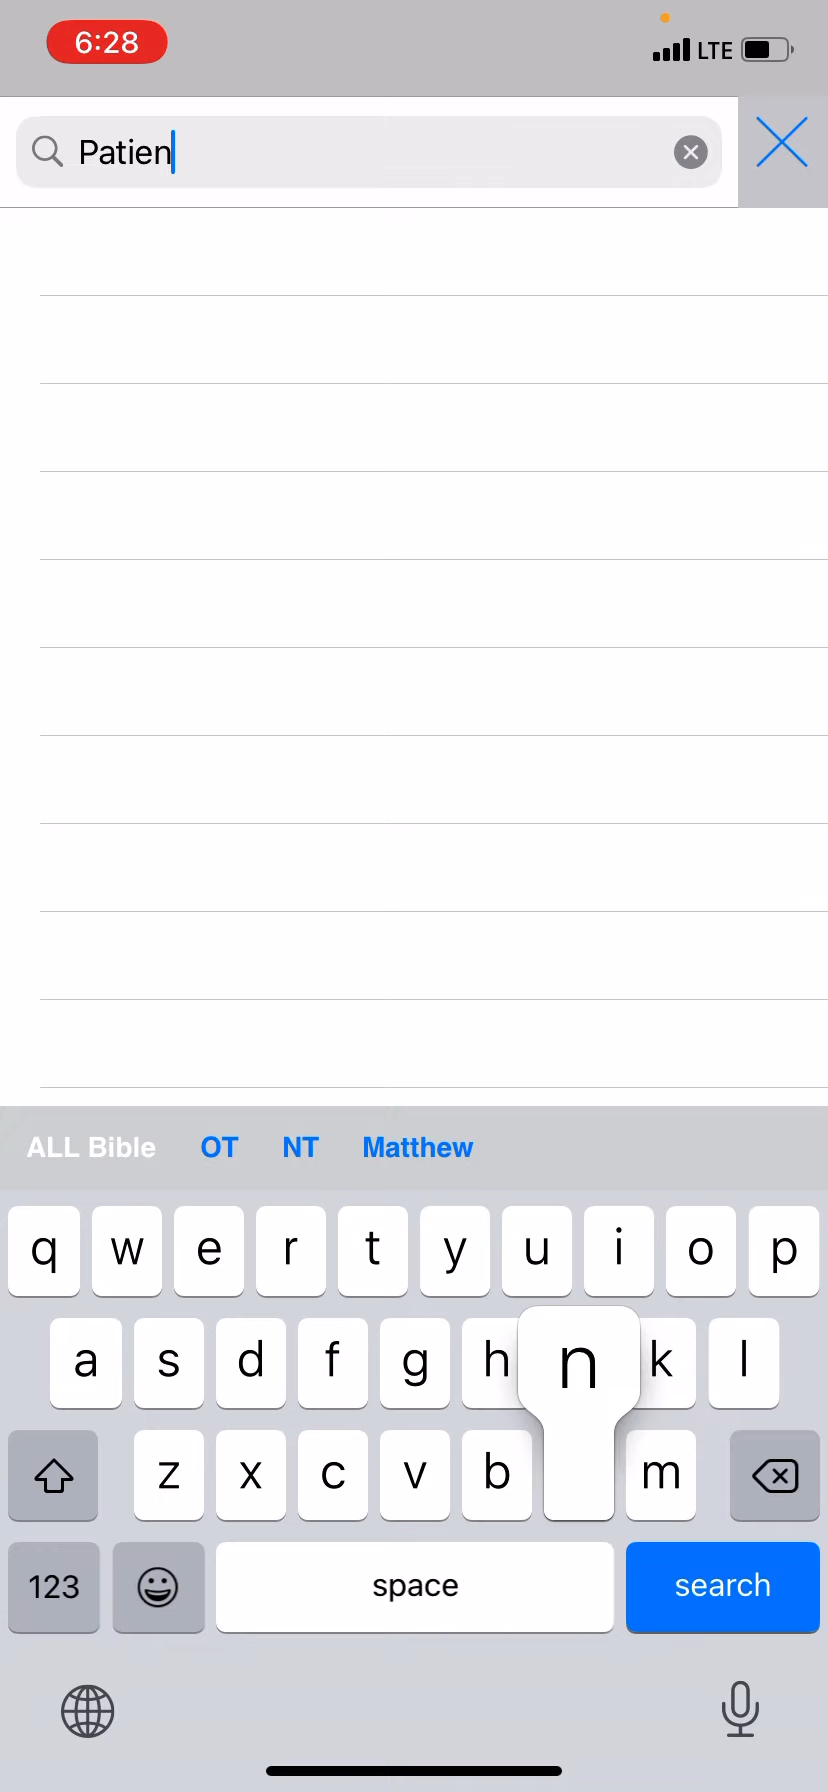 6:28 LTE
Patien
ALL Bible OT NT Matthew
q w e r t y u i o p
a s d f g h n k l
z x c v b m
123 space search